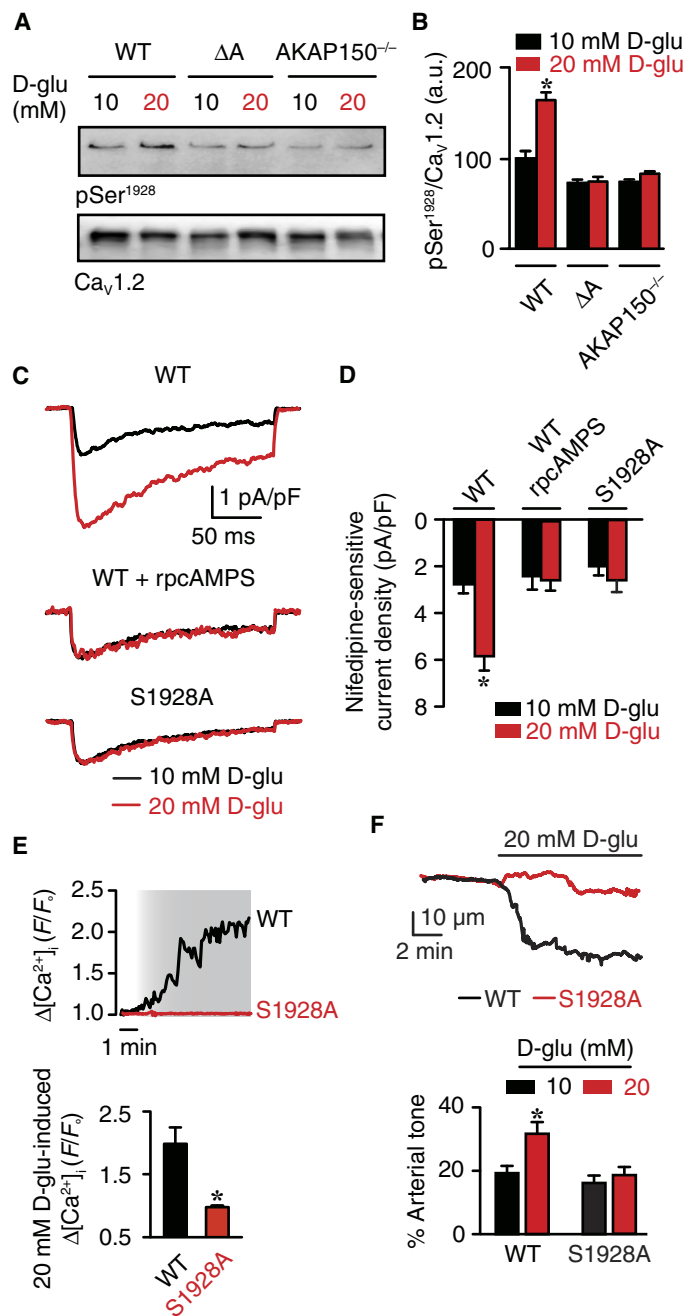 A
WT ΔA AKAP150⁻/⁻
D-glu
(mM)
10 20 10 20 10 20
pSer¹⁹²⁸
Caᵥ1.2
B
10 mM D-glu
20 mM D-glu
pSer¹⁹²⁸/Caᵥ1.2 (a.u.)
200
100
0
*
WT
ΔA
AKAP150⁻/⁻
C
WT
1 pA/pF
50 ms
WT + rpcAMPS
S1928A
10 mM D-glu
20 mM D-glu
D
WT
WT
rpcAMPS
S1928A
Nifedipine-sensitive
current density (pA/pF)
0
2
4
6
8
*
10 mM D-glu
20 mM D-glu
E
Δ[Ca²⁺]ᵢ (F/F₀)
2.5
2.0
1.5
1.0
WT
S1928A
1 min
20 mM D-glu-induced
Δ[Ca²⁺]ᵢ (F/F₀)
2.5
1.5
0.5
*
WT
S1928A
F
20 mM D-glu
10 µm
2 min
WT S1928A
D-glu (mM)
10 20
% Arterial tone
40
20
0
*
WT S1928A